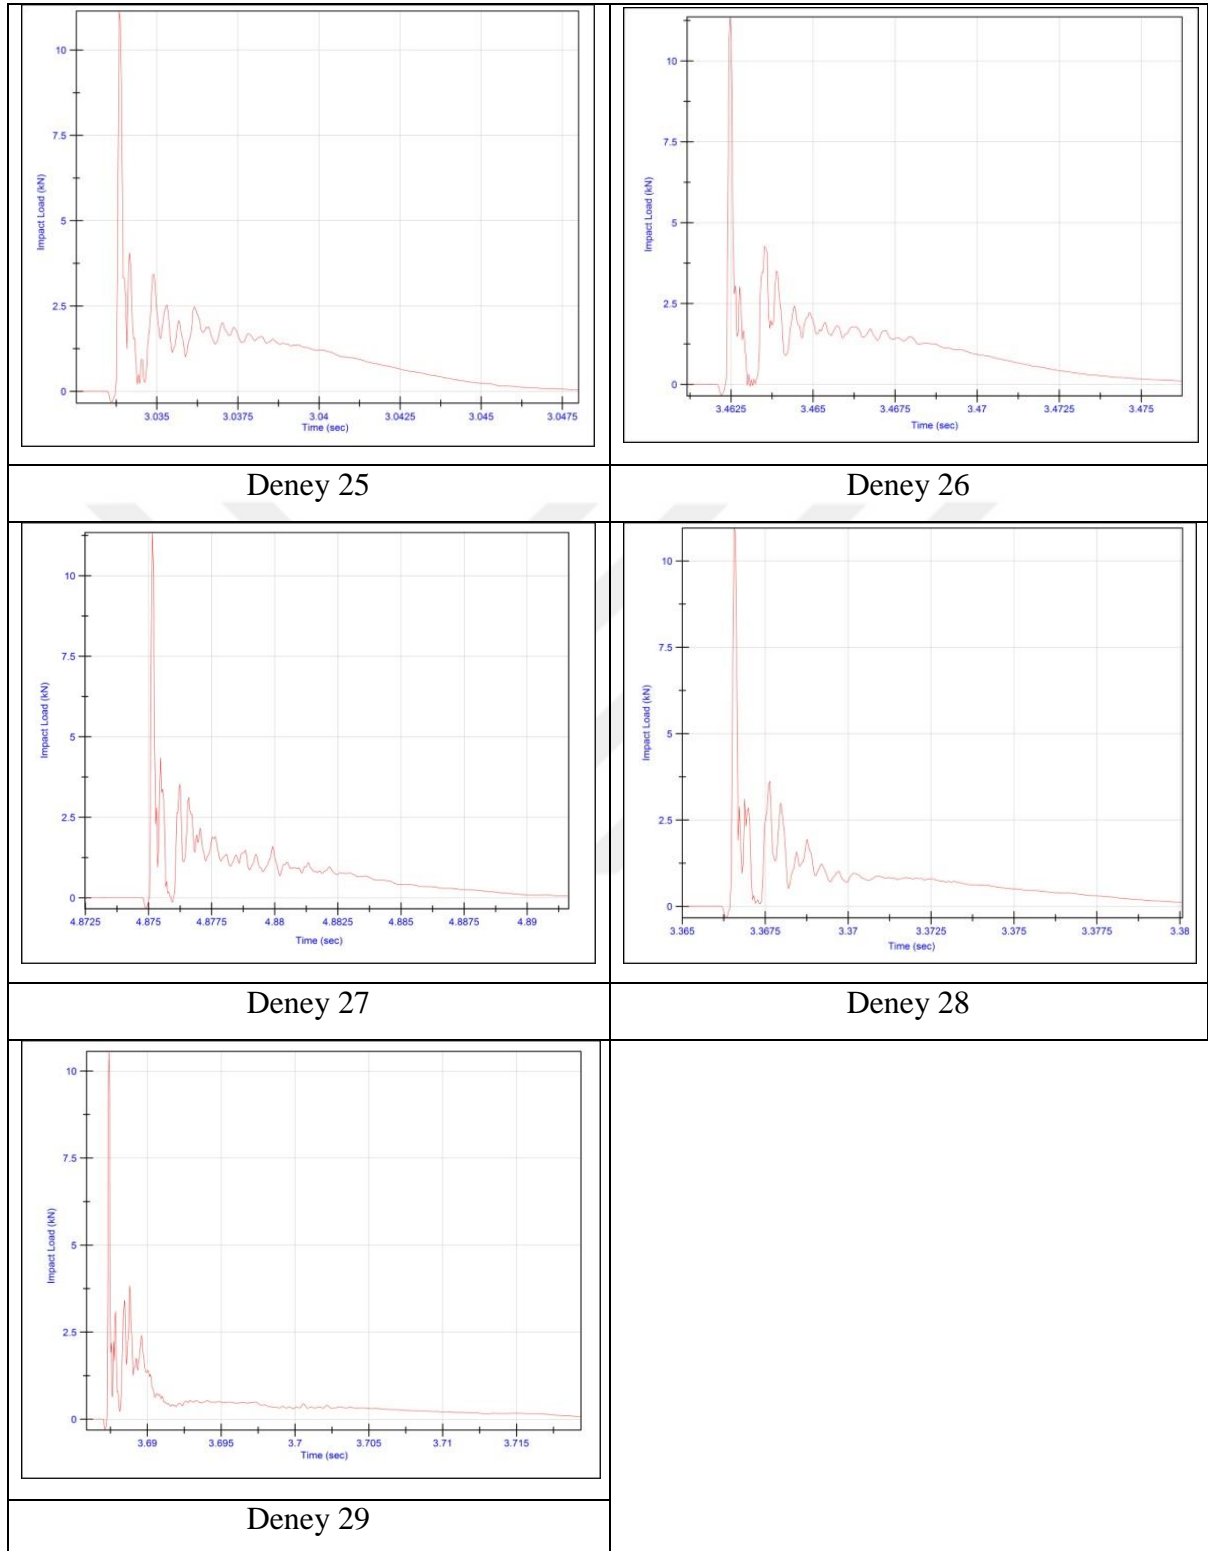 10
7.5
5
2.5
0
Impact Load (kN)
3.035 3.0375 3.04 3.0425 3.045 3.0475
Time (sec)
10
7.5
5
2.5
0
Impact Load (kN)
3.4625 3.465 3.4675 3.47 3.4725 3.475
Time (sec)
Deney 25
Deney 26
10
7.5
5
2.5
0
Impact Load (kN)
4.8725 4.875 4.8775 4.88 4.8825 4.885 4.8875 4.89
Time (sec)
10
7.5
5
2.5
0
Impact Load (kN)
3.365 3.3675 3.37 3.3725 3.375 3.3775 3.38
Time (sec)
Deney 27
Deney 28
10
7.5
5
2.5
0
Impact Load (kN)
3.69 3.695 3.7 3.705 3.71 3.715
Time (sec)
Deney 29